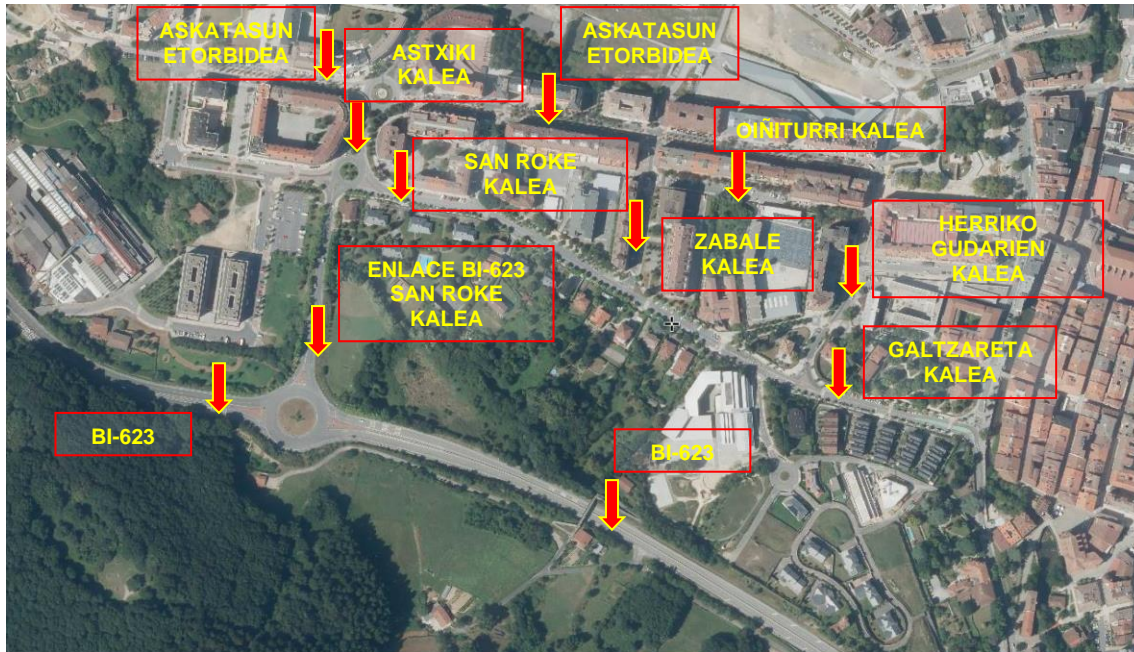 ASKATASUN
ETORBIDEA
ASTXIKI
KALEA
ASKATASUN
ETORBIDEA
OIÑITURRI KALEA
SAN ROKE
KALEA
ZABALE
KALEA
HERRIKO
GUDARIEN
KALEA
ENLACE BI-623
SAN ROKE
KALEA
GALTZARETA
KALEA
BI-623
BI-623